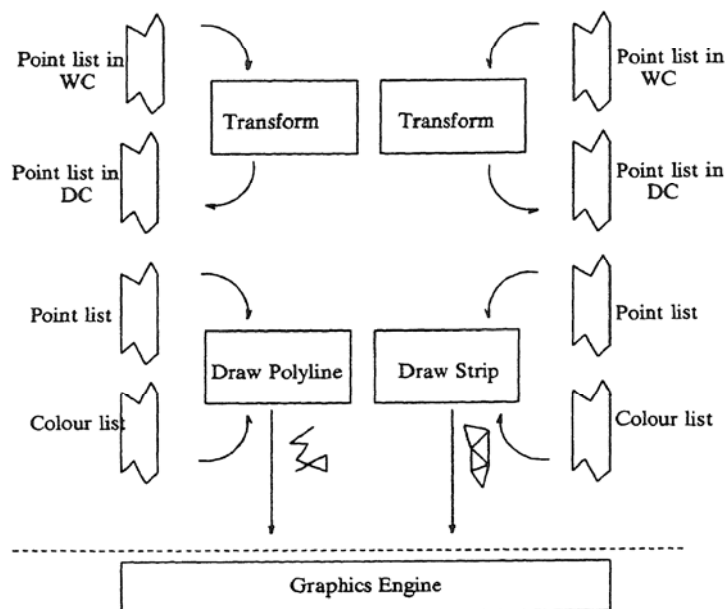 Point list in
WC
Transform
Transform
Point list in
WC
Point list in
DC
Point list in
DC
Point list
Draw Polyline
Draw Strip
Point list
Colour list
Colour list
Graphics Engine